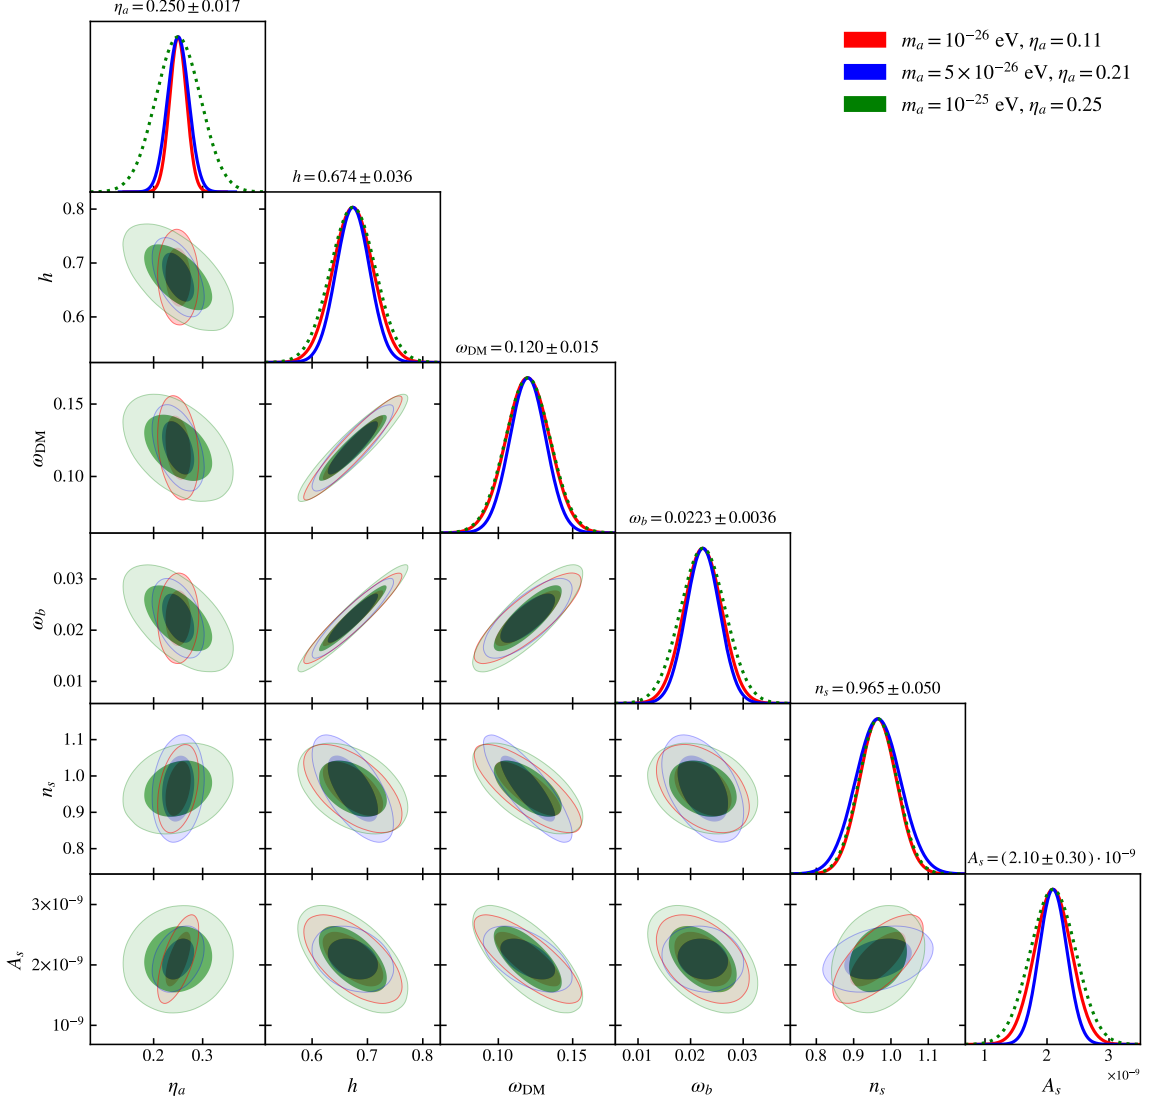 η_a = 0.250 ± 0.017
m_a = 10⁻²⁶ eV, η_a = 0.11
m_a = 5 × 10⁻²⁶ eV, η_a = 0.21
m_a = 10⁻²⁵ eV, η_a = 0.25
h = 0.674 ± 0.036
0.8
0.7
0.6
h
ω_DM = 0.120 ± 0.015
0.15
0.10
ω_DM
ω_b = 0.0223 ± 0.0036
0.03
0.02
0.01
ω_b
n_s = 0.965 ± 0.050
1.1
1.0
0.9
0.8
n_s
A_s = (2.10 ± 0.30) · 10⁻⁹
3×10⁻⁹
2×10⁻⁹
10⁻⁹
A_s
0.2 0.3 0.6 0.7 0.8 0.10 0.15 0.01 0.02 0.03 0.8 0.9 1.0 1.1 1 2 3
×10⁻⁹
η_a h ω_DM ω_b n_s A_s